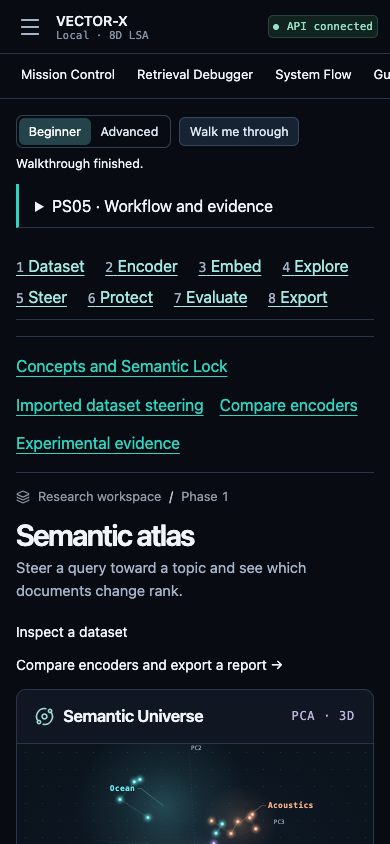 VECTOR-X
Local · 8D LSA
API connected
Mission Control Retrieval Debugger System Flow Gu
Beginner Advanced Walk me through
Walkthrough finished.
PS05 · Workflow and evidence
1 Dataset 2 Encoder 3 Embed 4 Explore
5 Steer 6 Protect 7 Evaluate 8 Export
Concepts and Semantic Lock
Imported dataset steering Compare encoders
Experimental evidence
Research workspace / Phase 1
Semantic atlas
Steer a query toward a topic and see which
documents change rank.
Inspect a dataset
Compare encoders and export a report →
Semantic Universe PCA · 3D
PC2
Ocean
Acoustics
PC3